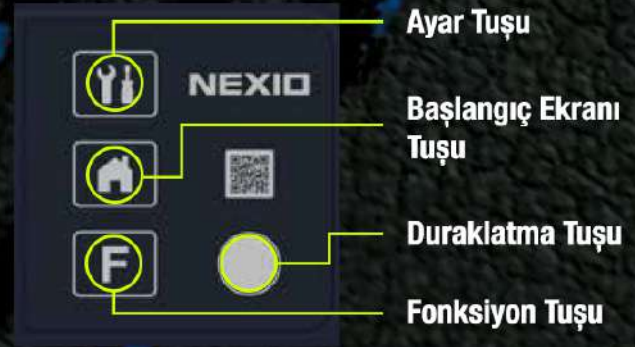 Ayar Tuşu
NEXIO
Başlangıç Ekranı
Tuşu
Duraklatma Tuşu
F
Fonksiyon Tuşu